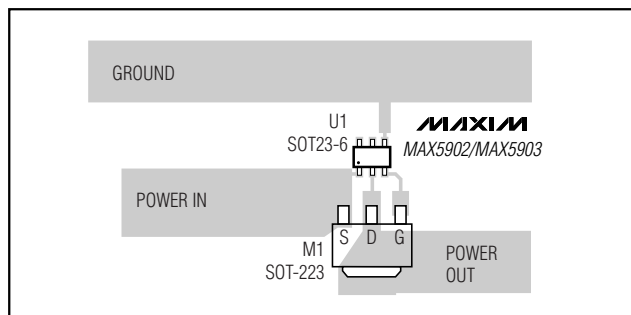 GROUND
U1
SOT23-6
MAXIM
MAX5902/MAX5903
POWER IN
S D G
M1
SOT-223
POWER
OUT